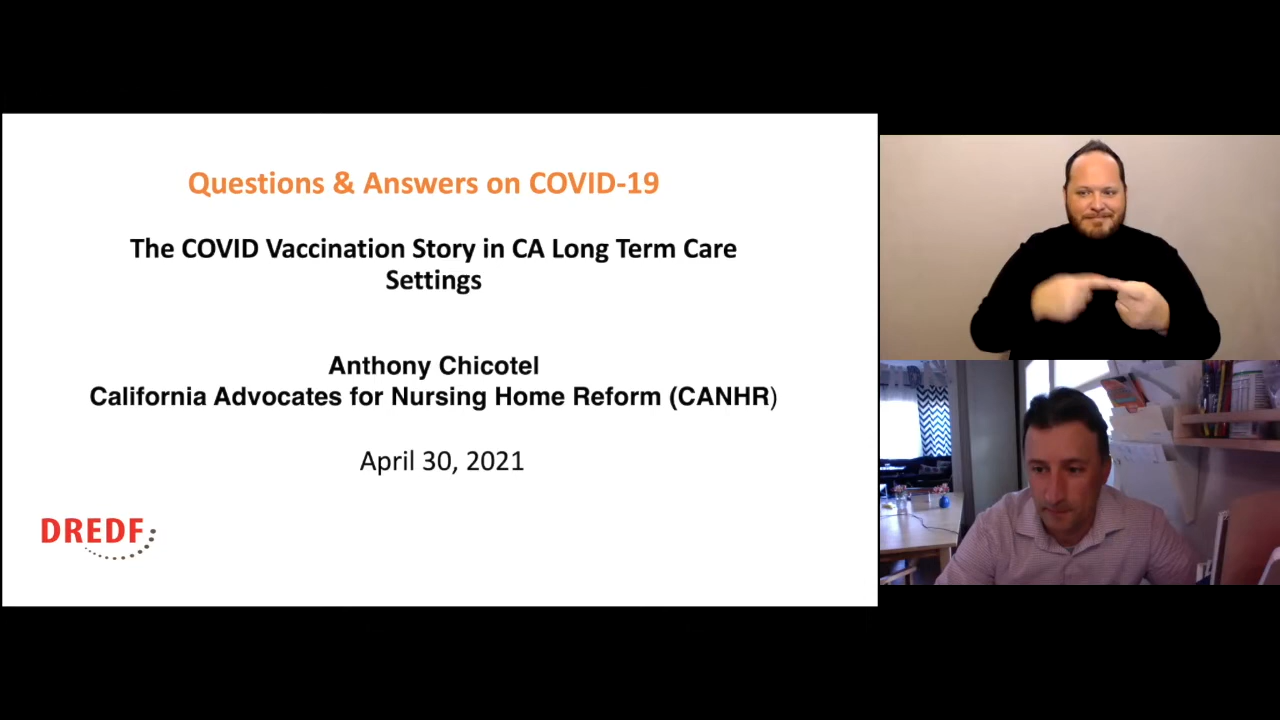 Questions & Answers on COVID-19
The COVID Vaccination Story in CA Long Term Care
Settings
Anthony Chicotel
California Advocates for Nursing Home Reform (CANHR)
April 30, 2021
DREDF